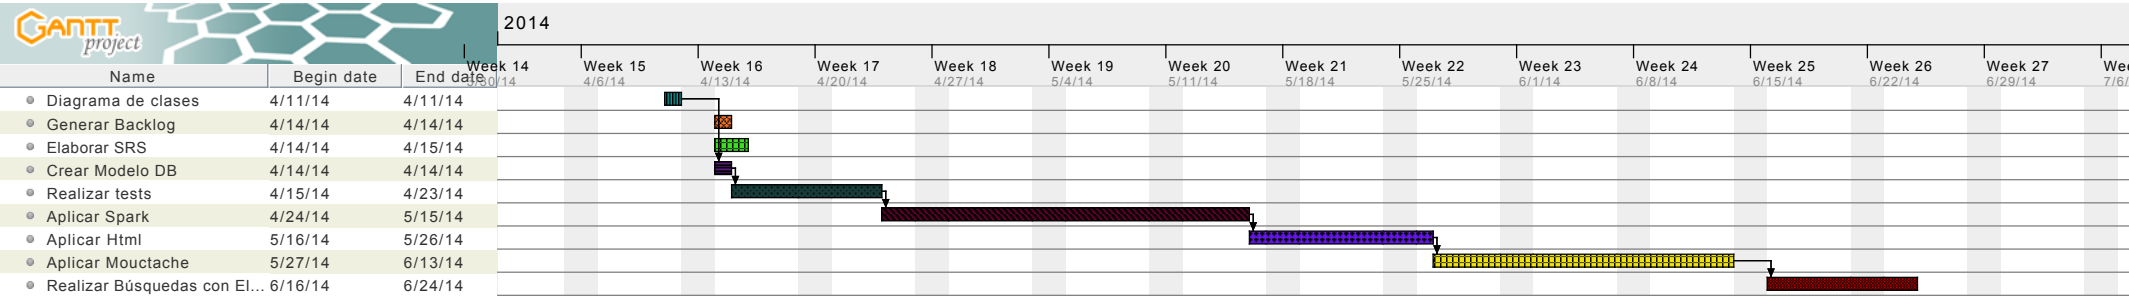 GANTT
project
2014
Week 14 Week 15 Week 16 Week 17 Week 18 Week 19 Week 20 Week 21 Week 22 Week 23 Week 24 Week 25 Week 26 Week 27 Wee
Name Begin date End date 3/30/14 4/6/14 4/13/14 4/20/14 4/27/14 5/4/14 5/11/14 5/18/14 5/25/14 6/1/14 6/8/14 6/15/14 6/22/14 6/29/14 7/6/
Diagrama de clases 4/11/14 4/11/14
Generar Backlog 4/14/14 4/14/14
Elaborar SRS 4/14/14 4/15/14
Crear Modelo DB 4/14/14 4/14/14
Realizar tests 4/15/14 4/23/14
Aplicar Spark 4/24/14 5/15/14
Aplicar Html 5/16/14 5/26/14
Aplicar Mouctache 5/27/14 6/13/14
Realizar Búsquedas con El... 6/16/14 6/24/14